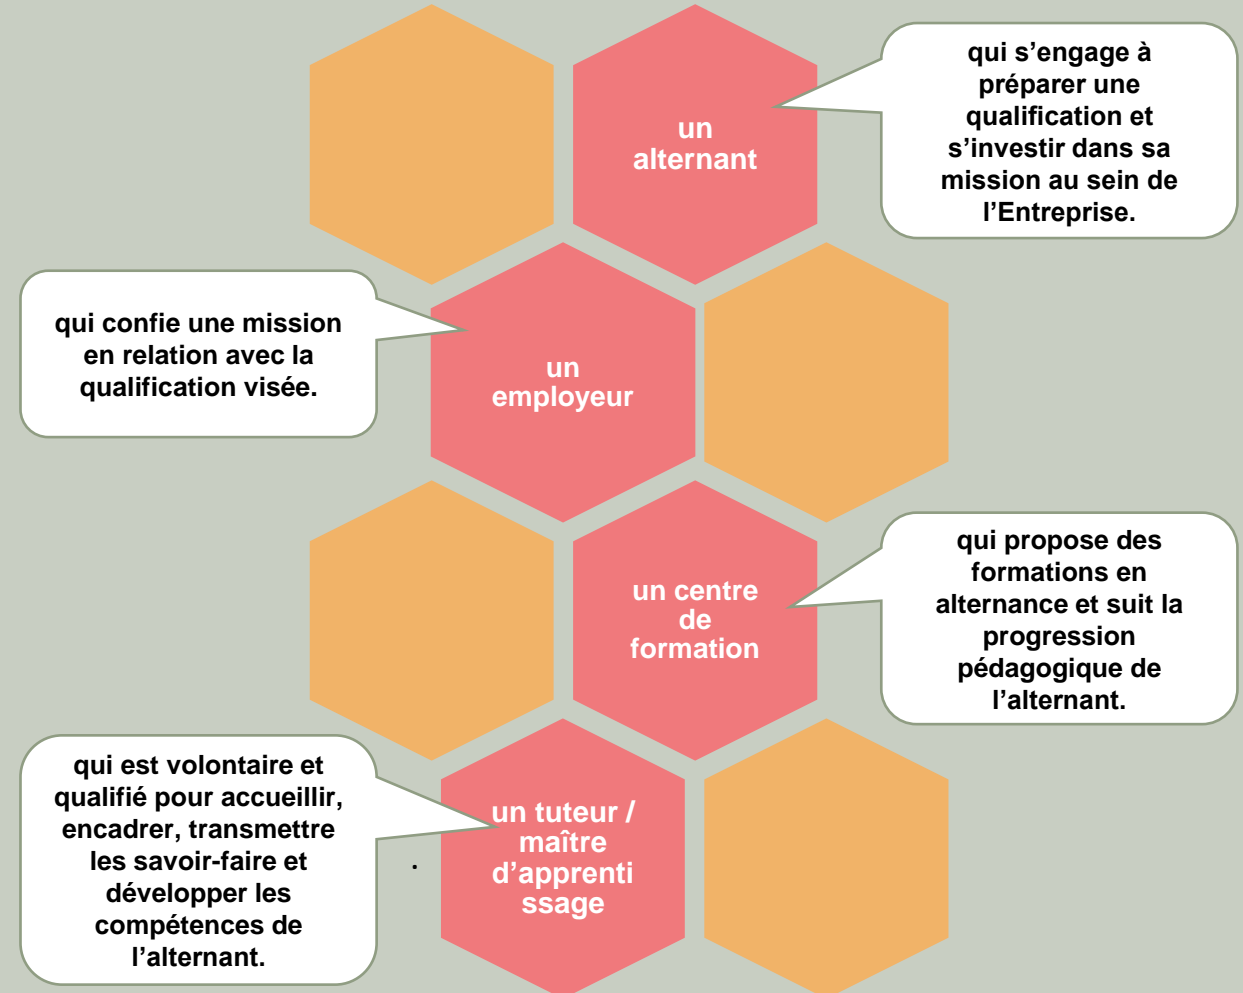 un
alternant
qui s’engage à
préparer une
qualification et
s’investir dans sa
mission au sein de
l’Entreprise.
qui confie une mission
en relation avec la
qualification visée.
un
employeur
un centre
de
formation
qui propose des
formations en
alternance et suit la
progression
pédagogique de
l’alternant.
qui est volontaire et
qualifié pour accueillir,
encadrer, transmettre
les savoir-faire et
développer les
compétences de
l’alternant.
.
un tuteur /
maître
d’apprenti
ssage